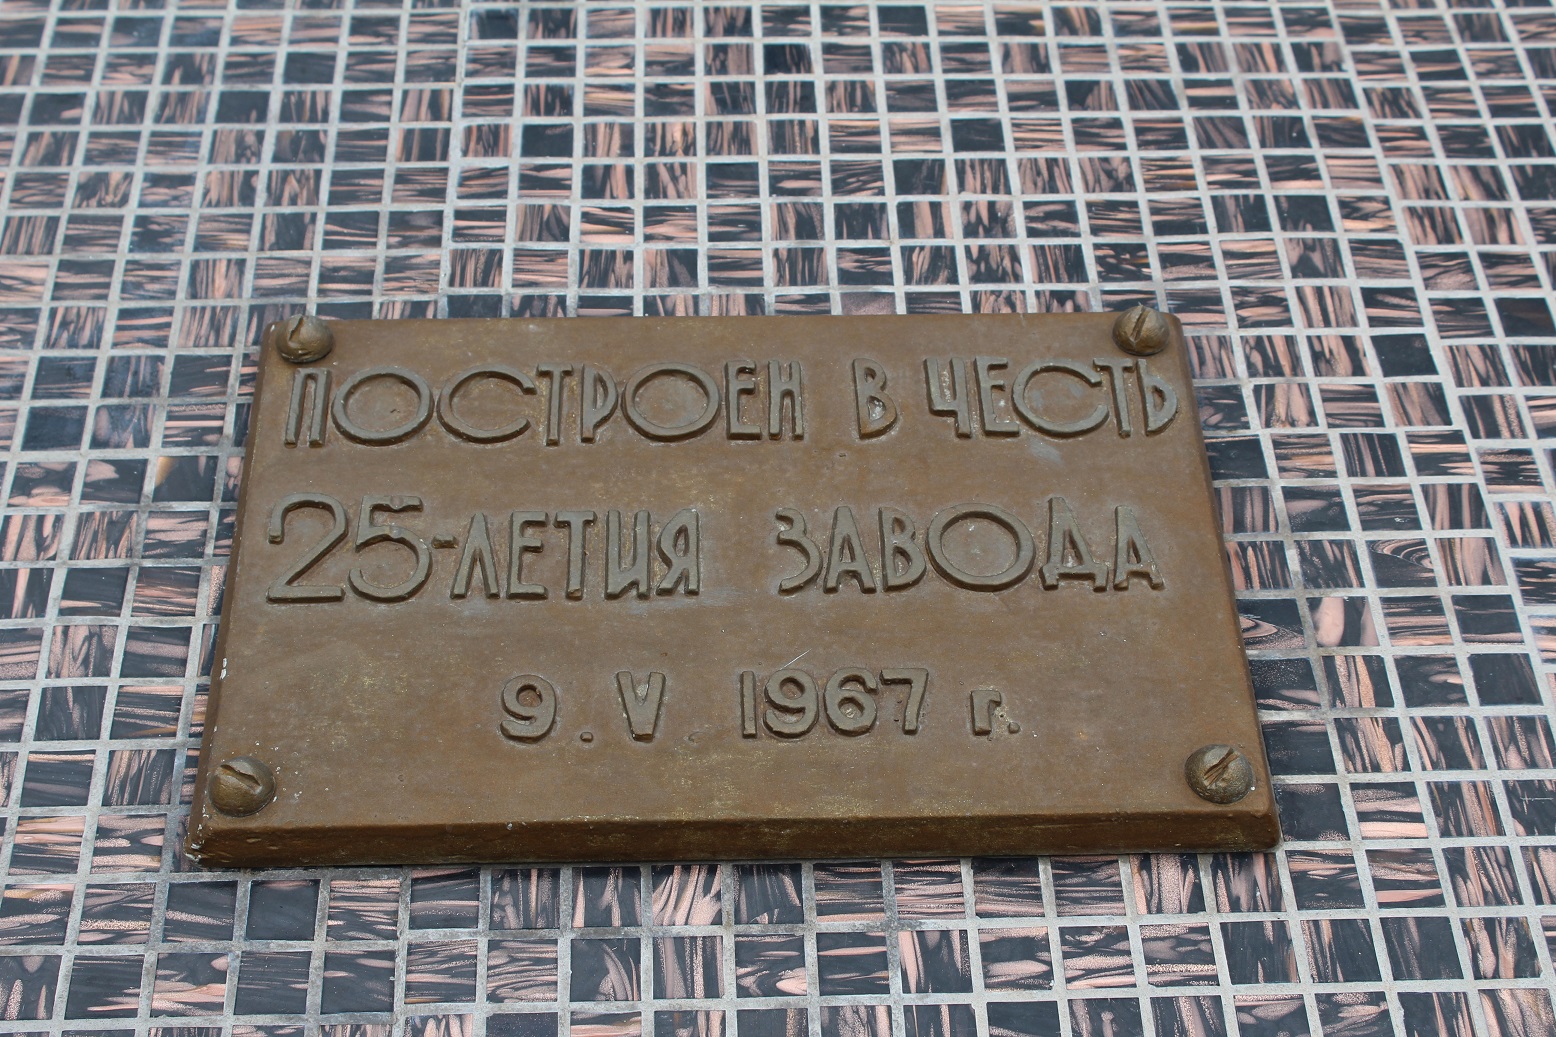 ПОСТРОЕН В ЧЕСТЬ
25-ЛЕТИЯ ЗАВОДА
9. V 1967 г.